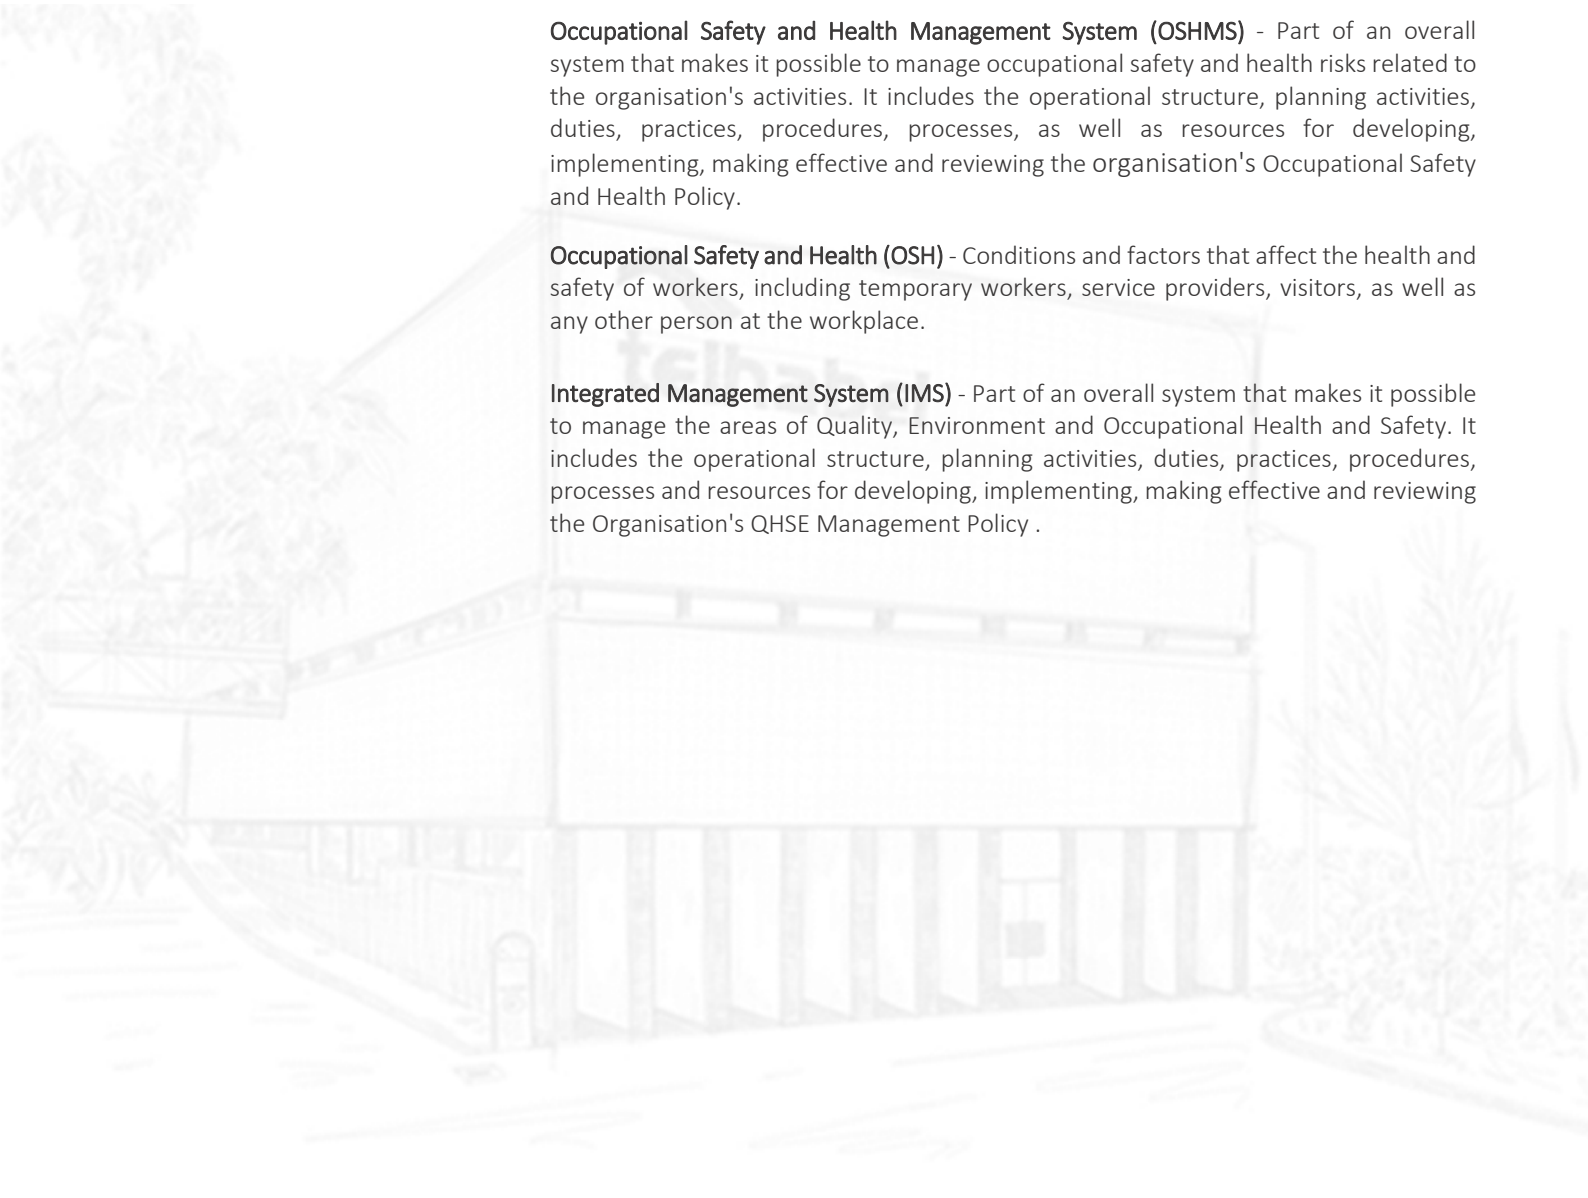 Occupational Safety and Health Management System (OSHMS) - Part of an overall
system that makes it possible to manage occupational safety and health risks related to
the organisation's activities. It includes the operational structure, planning activities,
duties, practices, procedures, processes, as well as resources for developing,
implementing, making effective and reviewing the organisation's Occupational Safety
and Health Policy.
Occupational Safety and Health (OSH) - Conditions and factors that affect the health and
safety of workers, including temporary workers, service providers, visitors, as well as
any other person at the workplace.
telhabel
Integrated Management System (IMS) - Part of an overall system that makes it possible
to manage the areas of Quality, Environment and Occupational Health and Safety. It
includes the operational structure, planning activities, duties, practices, procedures,
processes and resources for developing, implementing, making effective and reviewing
the Organisation's QHSE Management Policy .